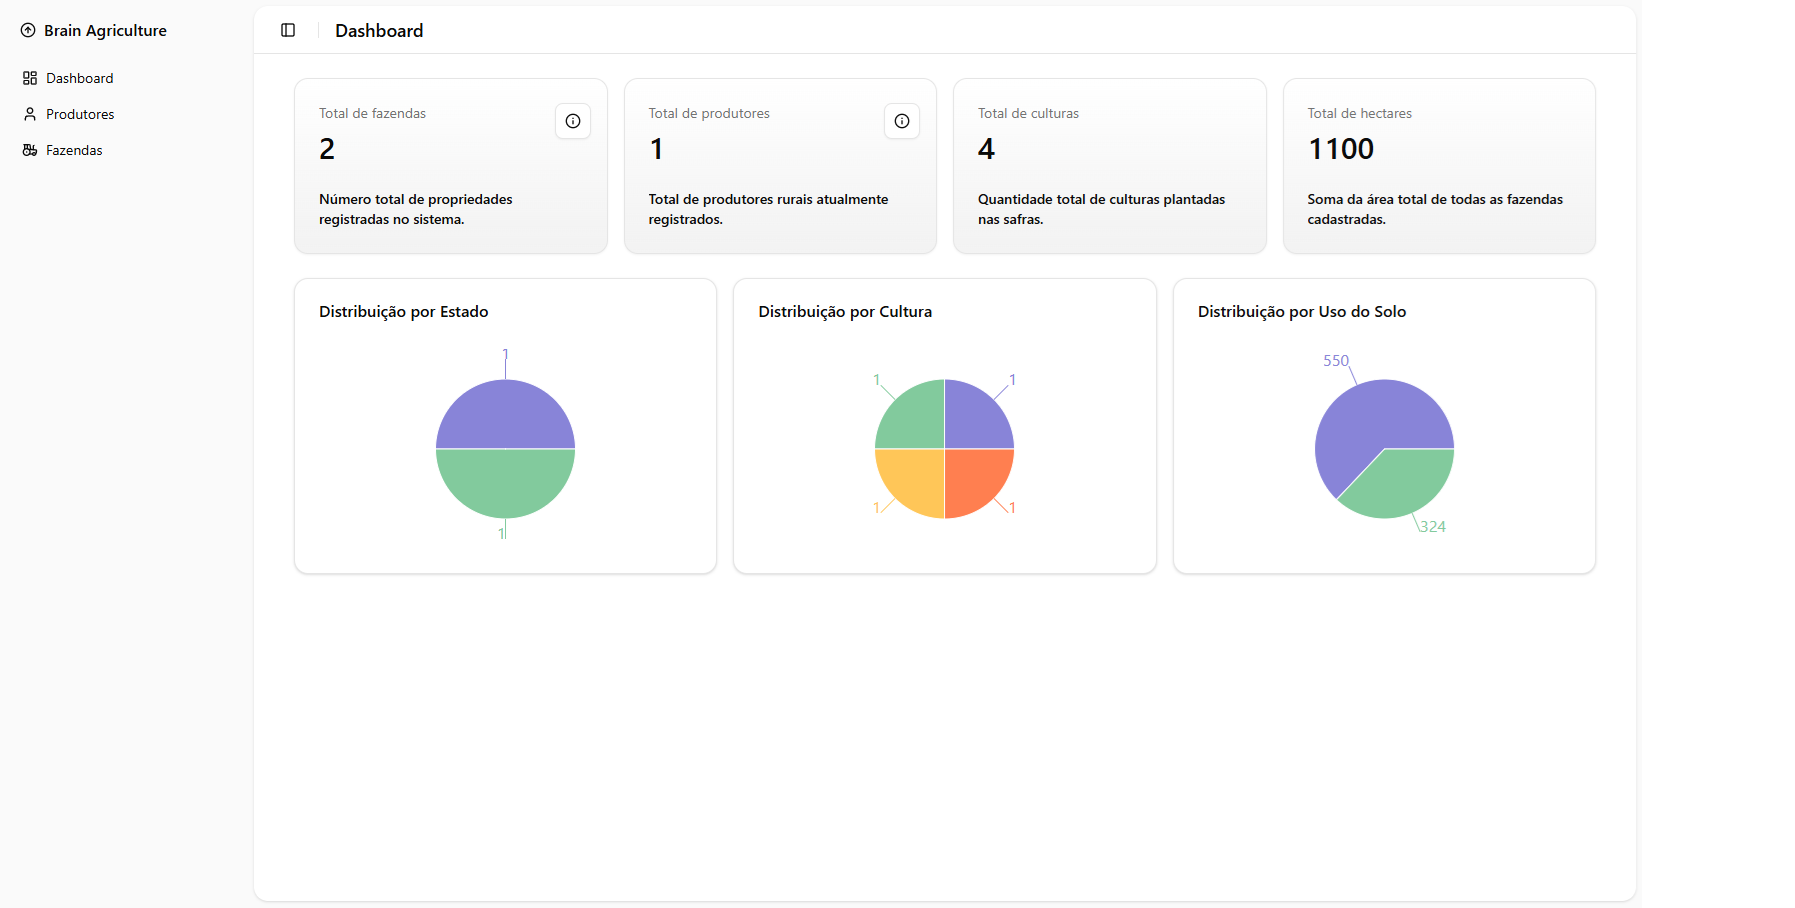 Brain Agriculture
Dashboard
Produtores
Fazendas
Dashboard
Total de fazendas
2
Número total de propriedades
registradas no sistema.
Total de produtores
1
Total de produtores rurais atualmente
registrados.
Total de culturas
4
Quantidade total de culturas plantadas
nas safras.
Total de hectares
1100
Soma da área total de todas as fazendas
cadastradas.
Distribuição por Estado
1
1
Distribuição por Cultura
1
1
1
1
Distribuição por Uso do Solo
550
324